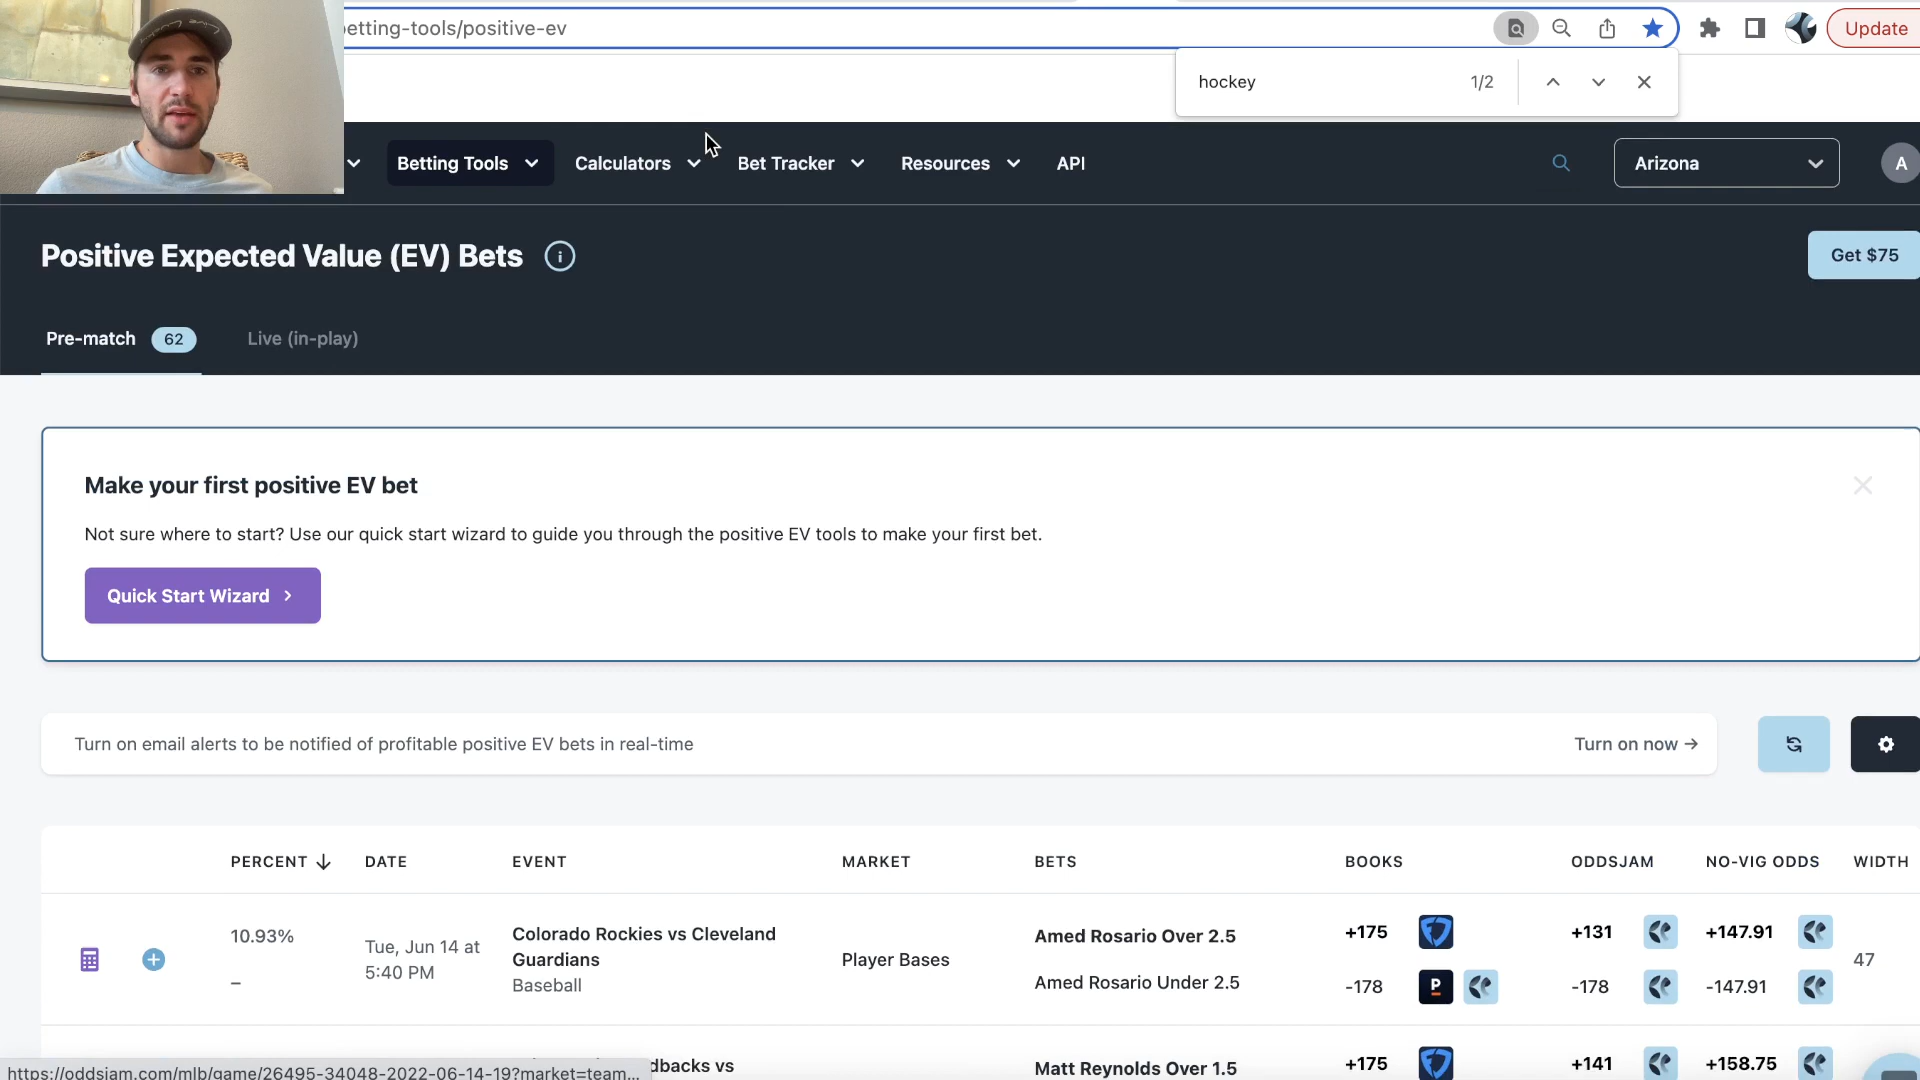 betting-tools/positive-ev
Update
hockey 1/2
Betting Tools Calculators Bet Tracker Resources API Arizona A
Positive Expected Value (EV) Bets
Get $75
Pre-match 62 Live (in-play)
Make your first positive EV bet
Not sure where to start? Use our quick start wizard to guide you through the positive EV tools to make your first bet.
Quick Start Wizard
Turn on email alerts to be notified of profitable positive EV bets in real-time Turn on now →
PERCENT ↓ DATE EVENT MARKET BETS BOOKS ODDSJAM NO-VIG ODDS WIDTH
10.93%
–
Tue, Jun 14 at
5:40 PM
Colorado Rockies vs Cleveland
Guardians
Baseball
Player Bases
Amed Rosario Over 2.5
Amed Rosario Under 2.5
+175
-178 P
+131
-178
+147.91
-147.91
47
dbacks vs
Matt Reynolds Over 1.5
+175
+141
+158.75
https://oddsjam.com/mlb/game/26495-34048-2022-06-14-19?market=team...